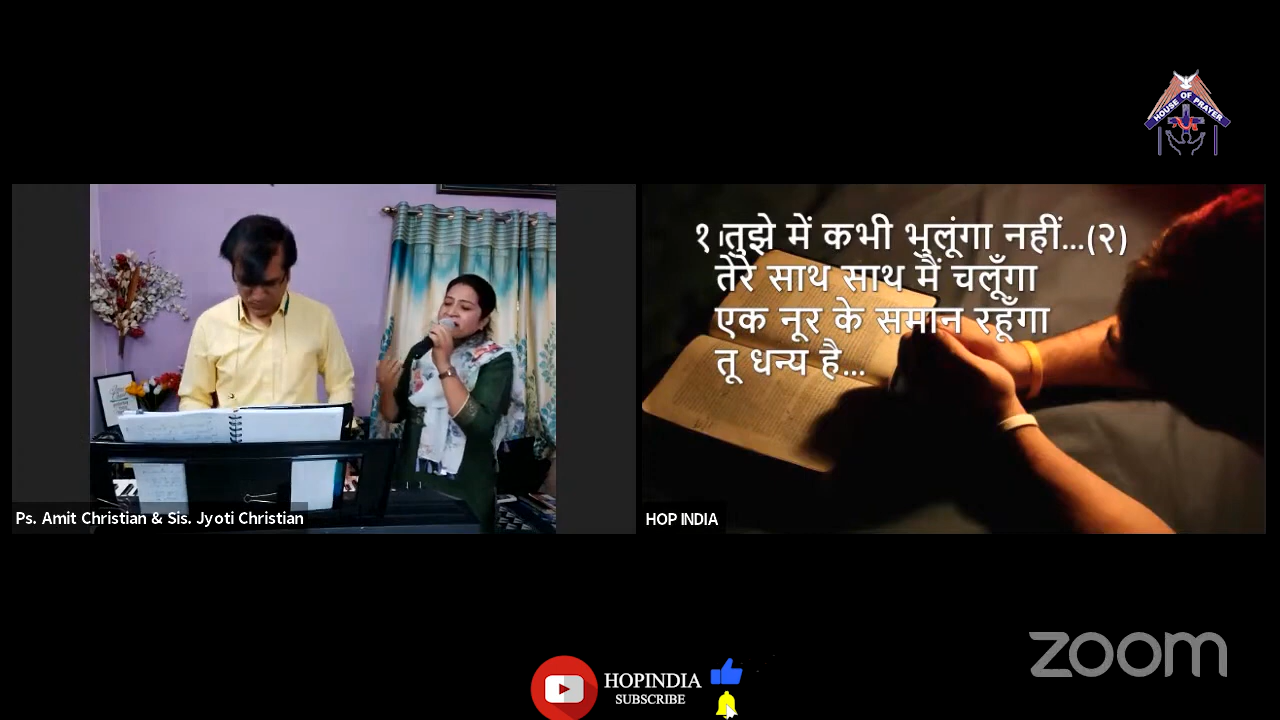 HOUSE OF PRAYER
१।तुझे में कभी भुलूंगा नहीं...(२)
तेरे साथ साथ मैं चलूँगा
एक नूर के समान रहूँगा
तू धन्य है...
Ps. Amit Christian & Sis. Jyoti Christian
HOP INDIA
zoom
HOPINDIA
SUBSCRIBE